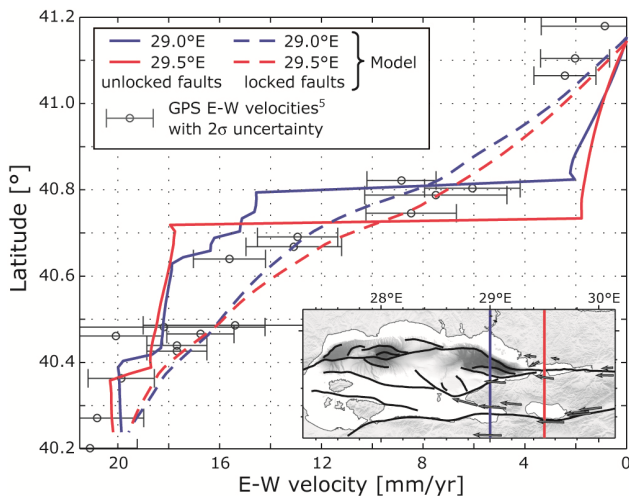 41.2
41.0
40.8
40.6
40.4
40.2
Latitude [°]
29.0°E 29.0°E
29.5°E 29.5°E
unlocked faults locked faults
Model
GPS E-W velocities⁵
with 2σ uncertainty
28°E 29°E 30°E
20 16 12 8 4 0
E-W velocity [mm/yr]